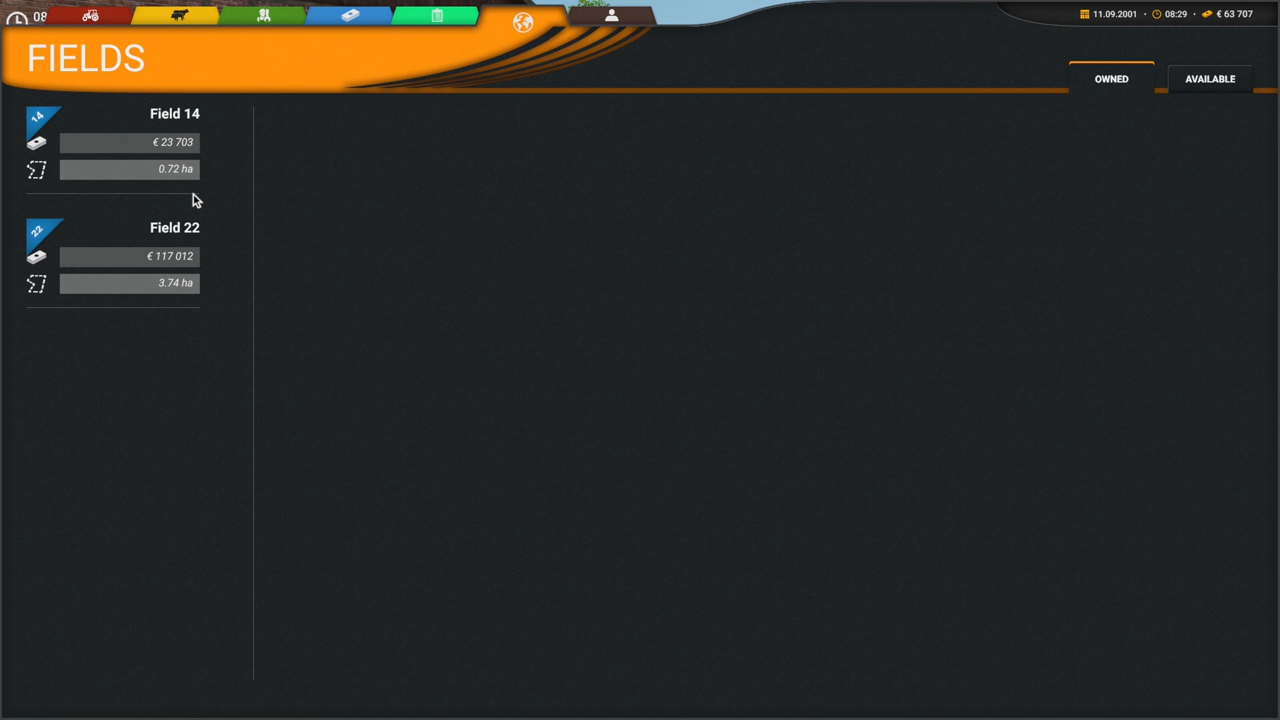 08
11.09.2001 • 08:29 • € 63 707
FIELDS
OWNED
AVAILABLE
14
Field 14
€ 23 703
0.72 ha
22
Field 22
€ 117 012
3.74 ha